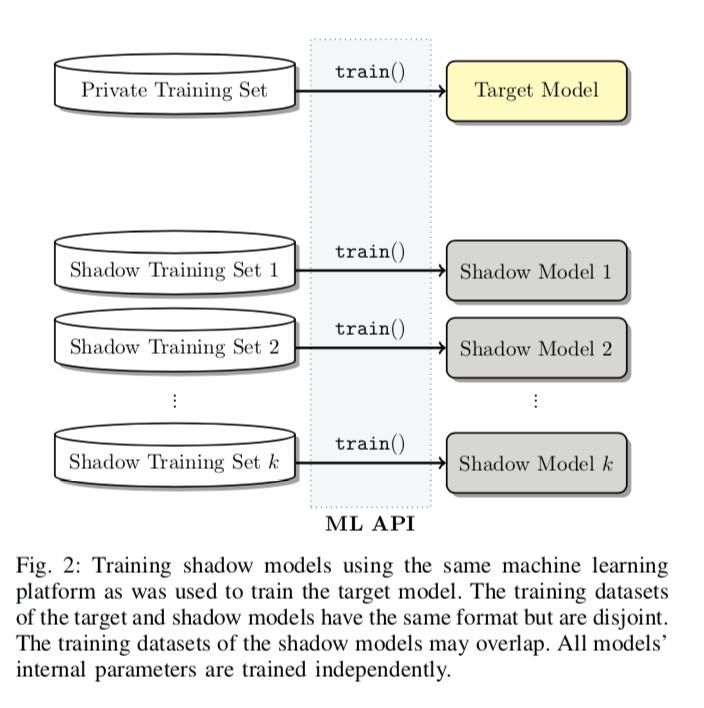 Private Training Set train() Target Model
Shadow Training Set 1 train() Shadow Model 1
Shadow Training Set 2 train() Shadow Model 2
⋮ ⋮
Shadow Training Set k train() Shadow Model k
ML API
Fig. 2: Training shadow models using the same machine learning
platform as was used to train the target model. The training datasets
of the target and shadow models have the same format but are disjoint.
The training datasets of the shadow models may overlap. All models’
internal parameters are trained independently.